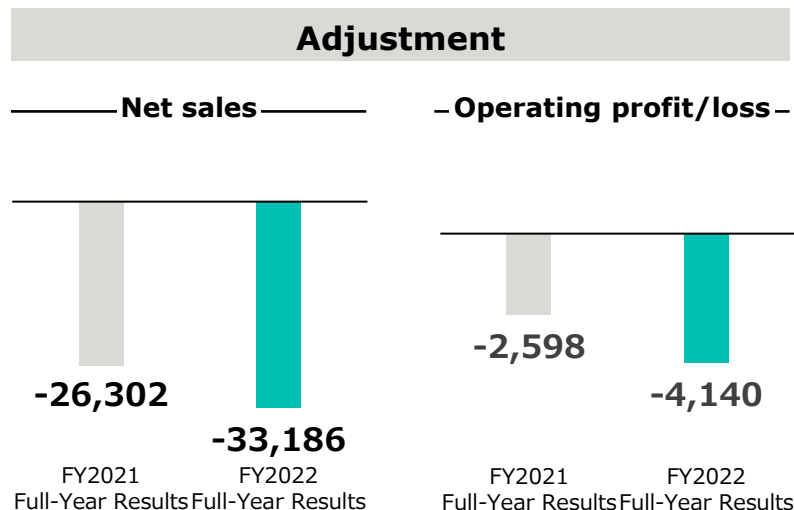 Adjustment
Net sales
Operating profit/loss
-26,302
-33,186
-2,598
-4,140
FY2021
Full-Year Results
FY2022
Full-Year Results
FY2021
Full-Year Results
FY2022
Full-Year Results